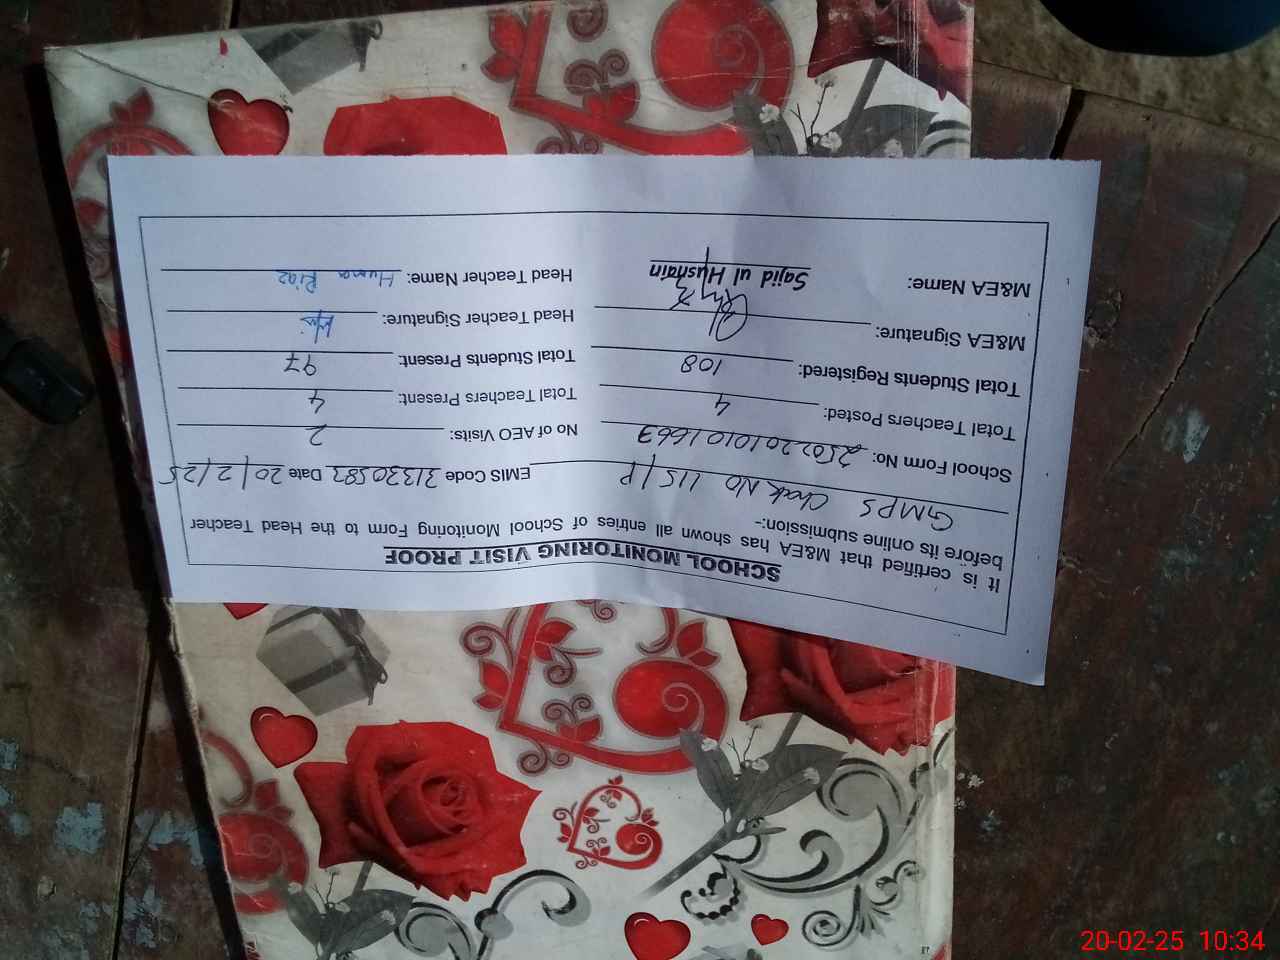 SCHOOL MONITORING VISIT PROOF
It is certified that M&EA has shown all entries of School Monitoring Form to the Head Teacher
before its online submission:-
GMPS Chak No 115/P EMIS Code 31330583 Date 20/2/25
School Form No: 25022010101663 No of AEO Visits: 2
Total Teachers Posted: 4 Total Teachers Present: 4
Total Students Registered: 108 Total Students Present: 97
M&EA Signature: Head Teacher Signature:
M&EA Name: Sajid ul Husnain Head Teacher Name: Huma Riaz
20-02-25 10:34